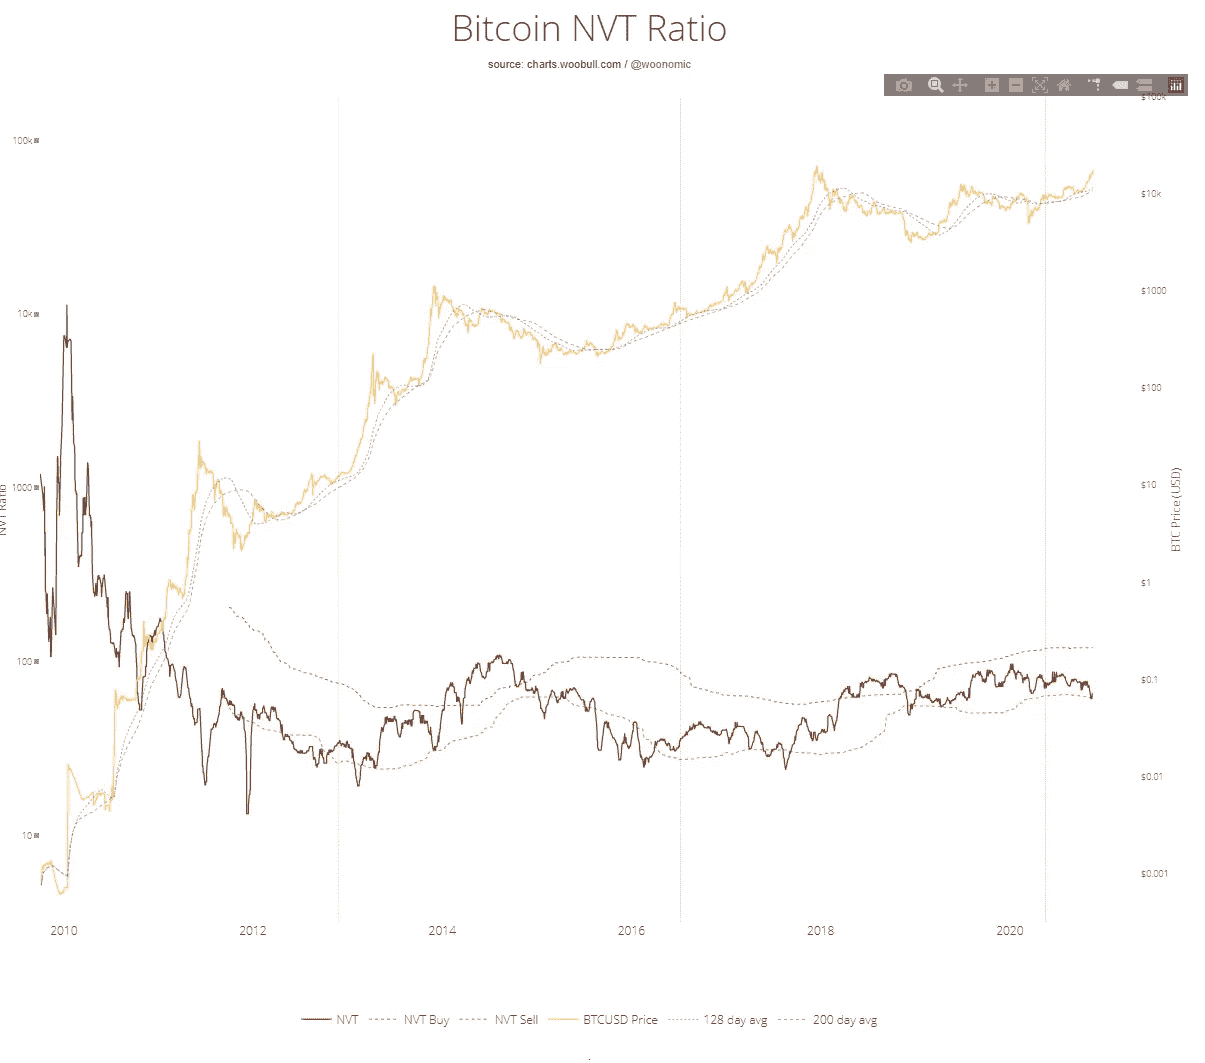 Bitcoin NVT Ratio
source: charts.woobull.com / @woonomic
$100k
100k
$10k
$1000
10k
$100
1000
$10
NVT Ratio
BTC Price (USD)
$1
100
$0.1
$0.01
10
$0.001
2010 2012 2014 2016 2018 2020
NVT NVT Buy NVT Sell BTCUSD Price 128 day avg 200 day avg